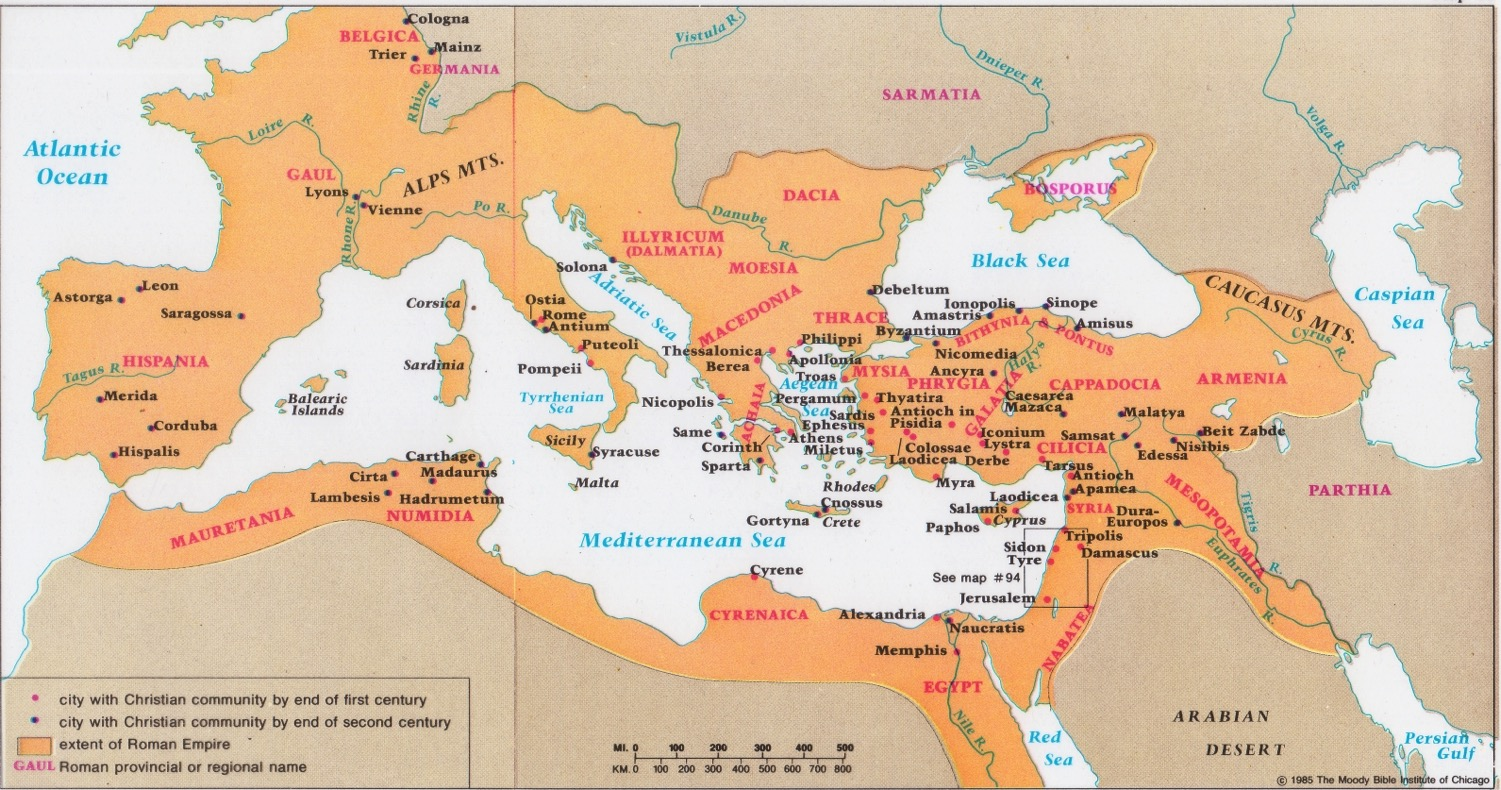 Cologna
BELGICA
Trier
Mainz
GERMANIA
Rhine
R.
Vistula R.
Dnieper R.
SARMATIA
Volga R.
Atlantic
Ocean
Loire R.
GAUL
Lyons
Vienne
ALPS MTS.
Rhone R.
Po R.
DACIA
BOSPORUS
Danube
R.
ILLYRICUM
(DALMATIA)
Solona
MOESIA
Adriatic Sea
Black Sea
CAUCASUS MTS.
Cyrus R.
Caspian
Sea
Leon
Astorga
Saragossa
HISPANIA
Tagus R.
Merida
Corduba
Hispalis
Balearic
Islands
Corsica
Sardinia
Ostia
Rome
Antium
Puteoli
Pompeii
Tyrrhenian
Sea
Sicily
Syracuse
Malta
MACEDONIA
THRACE
Debeltum
Byzantium
Ionopolis
Amastris
Sinope
Amisus
BITHYNIA & PONTUS
Nicomedia
Ancyra
Halys
R.
Philippi
Thessalonica
Apollonia
Berea
Troas
Aegean
Sea
MYSIA
PHRYGIA
GALATIA
CAPPADOCIA
ARMENIA
Pergamum
Thyatira
Sardis
Antioch in
Pisidia
Ephesus
Miletus
Colossae
Laodicea
Derbe
Iconium
Lystra
Caesarea
Mazaca
Malatya
CILICIA
Samsat
Edessa
Nisibis
Beit Zabde
Nicopolis
ACHAIA
Same
Corinth
Athens
Sparta
Carthage
Cirta
Madaurus
Lambesis
Hadrumetum
NUMIDIA
MAURETANIA
Rhodes
Myra
Cnossus
Gortyna
Crete
Tarsus
Antioch
Apamea
Laodicea
SYRIA
Salamis
Paphos
Cyprus
Dura-
Europos
MESOPOTAMIA
Tigris
R.
Euphrates
R.
PARTHIA
Mediterranean Sea
Tripolis
Sidon
Tyre
Damascus
See map #94
Jerusalem
Cyrene
CYRENAICA
Alexandria
Naucratis
Memphis
EGYPT
Nile R.
NABATEA
Red
Sea
ARABIAN
DESERT
Persian
Gulf
city with Christian community by end of first century
city with Christian community by end of second century
extent of Roman Empire
GAUL Roman provincial or regional name
MI. 0 100 200 300 400 500
KM. 0 100 200 300 400 500 600 700 800
© 1985 The Moody Bible Institute of Chicago